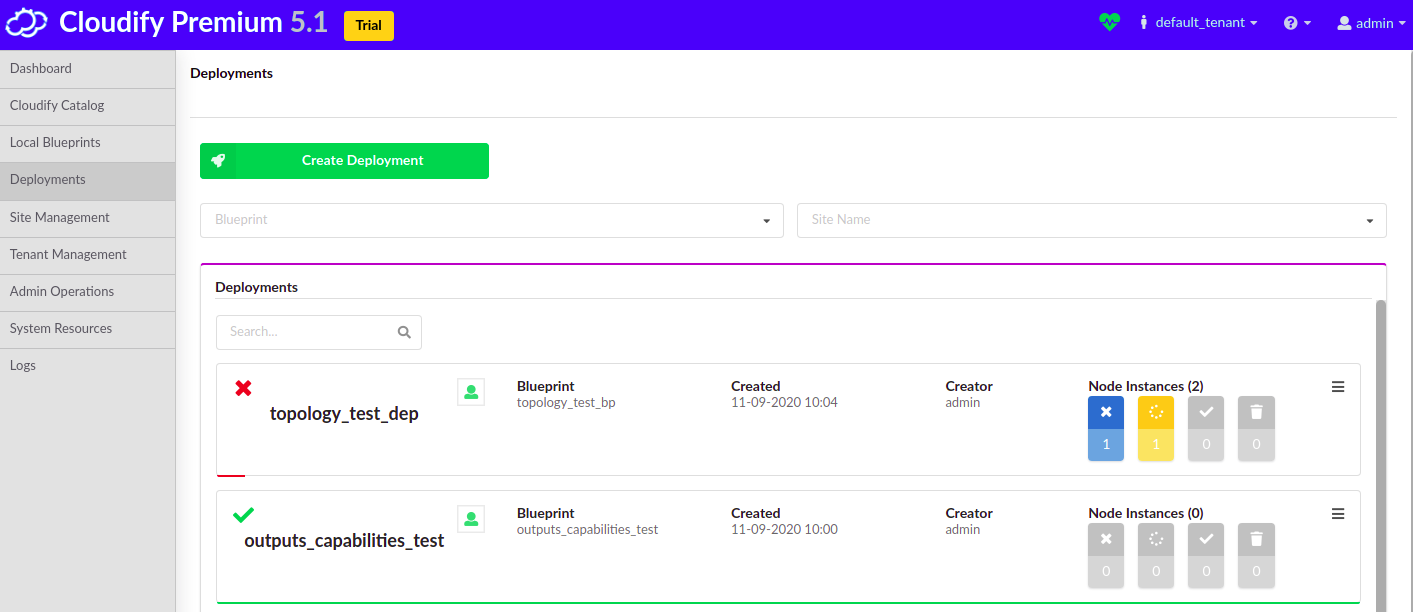 Cloudify Premium 5.1 Trial default_tenant admin
Dashboard
Cloudify Catalog
Local Blueprints
Deployments
Site Management
Tenant Management
Admin Operations
System Resources
Logs
Deployments
Create Deployment
Blueprint Site Name
Deployments
Search...
topology_test_dep
Blueprint
topology_test_bp
Created
11-09-2020 10:04
Creator
admin
Node Instances (2)
1 1 0 0
outputs_capabilities_test
Blueprint
outputs_capabilities_test
Created
11-09-2020 10:00
Creator
admin
Node Instances (0)
0 0 0 0